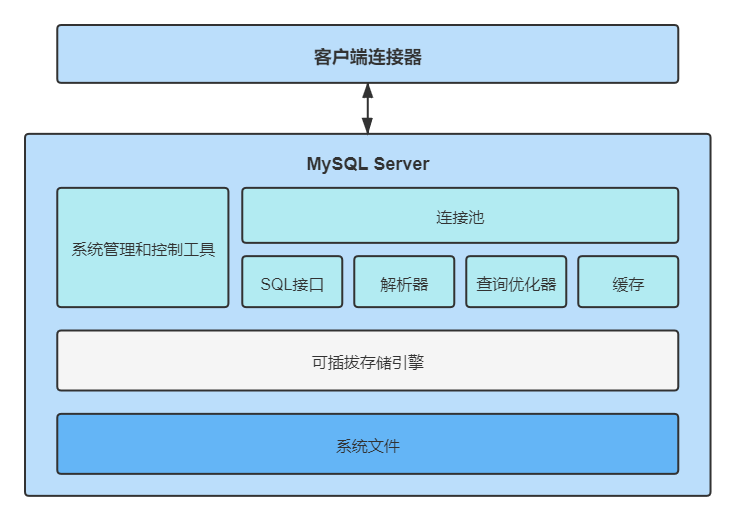 客户端连接器
MySQL Server
系统管理和控制工具
连接池
SQL接口
解析器
查询优化器
缓存
可插拔存储引擎
系统文件